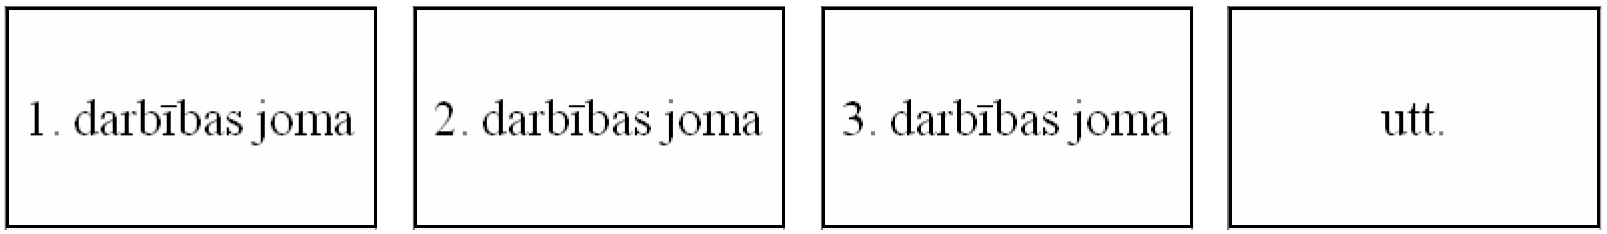 1. darbības joma
2. darbības joma
3. darbības joma
utt.